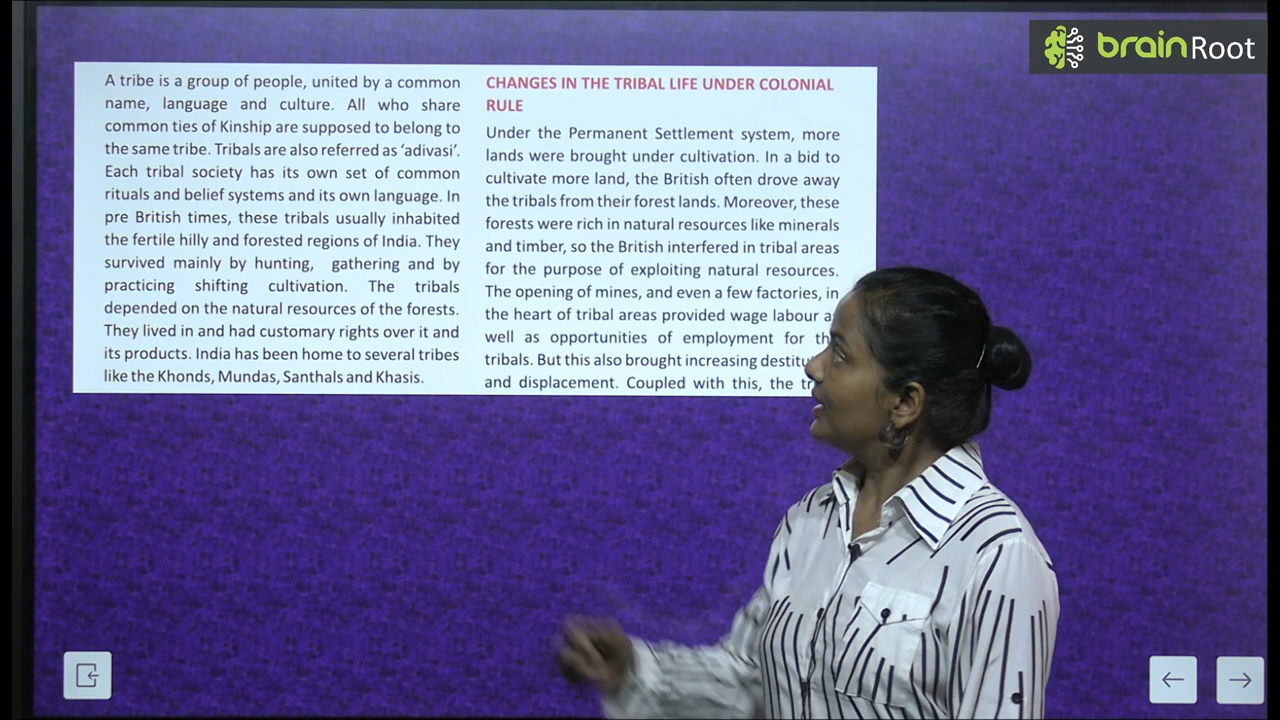 brainRoot
A tribe is a group of people, united by a common
name, language and culture. All who share
common ties of Kinship are supposed to belong to
the same tribe. Tribals are also referred as ‘adivasi’.
Each tribal society has its own set of common
rituals and belief systems and its own language. In
pre British times, these tribals usually inhabited
the fertile hilly and forested regions of India. They
survived mainly by hunting, gathering and by
practicing shifting cultivation. The tribals
depended on the natural resources of the forests.
They lived in and had customary rights over it and
its products. India has been home to several tribes
like the Khonds, Mundas, Santhals and Khasis.
CHANGES IN THE TRIBAL LIFE UNDER COLONIAL
RULE
Under the Permanent Settlement system, more
lands were brought under cultivation. In a bid to
cultivate more land, the British often drove away
the tribals from their forest lands. Moreover, these
forests were rich in natural resources like minerals
and timber, so the British interfered in tribal areas
for the purpose of exploiting natural resources.
The opening of mines, and even a few factories, in
the heart of tribal areas provided wage labour
well as opportunities of employment for
tribals. But this also brought increasing
and displacement. Coupled with this, the